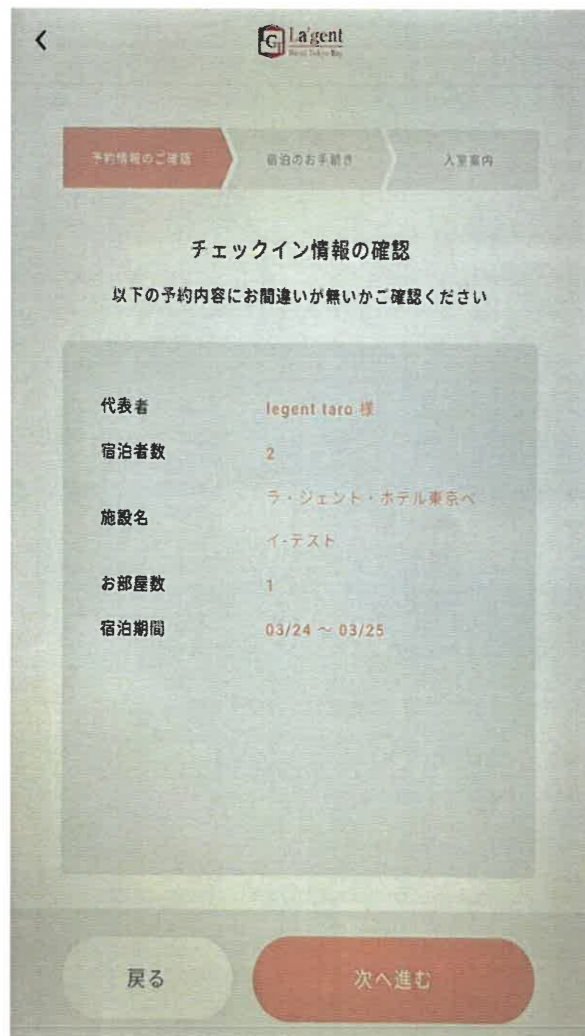 La'gent
Hotel Tokyo Bay
予約情報のご確認
宿泊のお手続き
入室案内
チェックイン情報の確認
以下の予約内容にお間違いが無いかご確認ください
代表者 legent taro 様
宿泊者数 2
施設名 ラ・ジェント・ホテル東京ベ
イ-テスト
お部屋数 1
宿泊期間 03/24 ～ 03/25
戻る
次へ進む